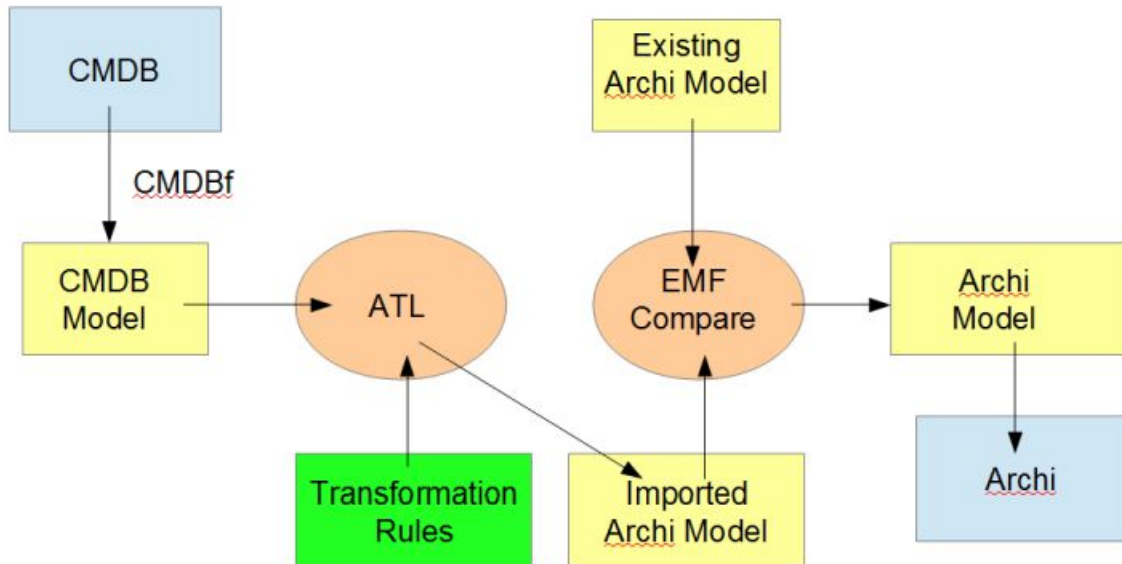 CMDB
Existing
Archi Model
CMDBf
CMDB
Model
ATL
EMF
Compare
Archi
Model
Transformation
Rules
Imported
Archi Model
Archi